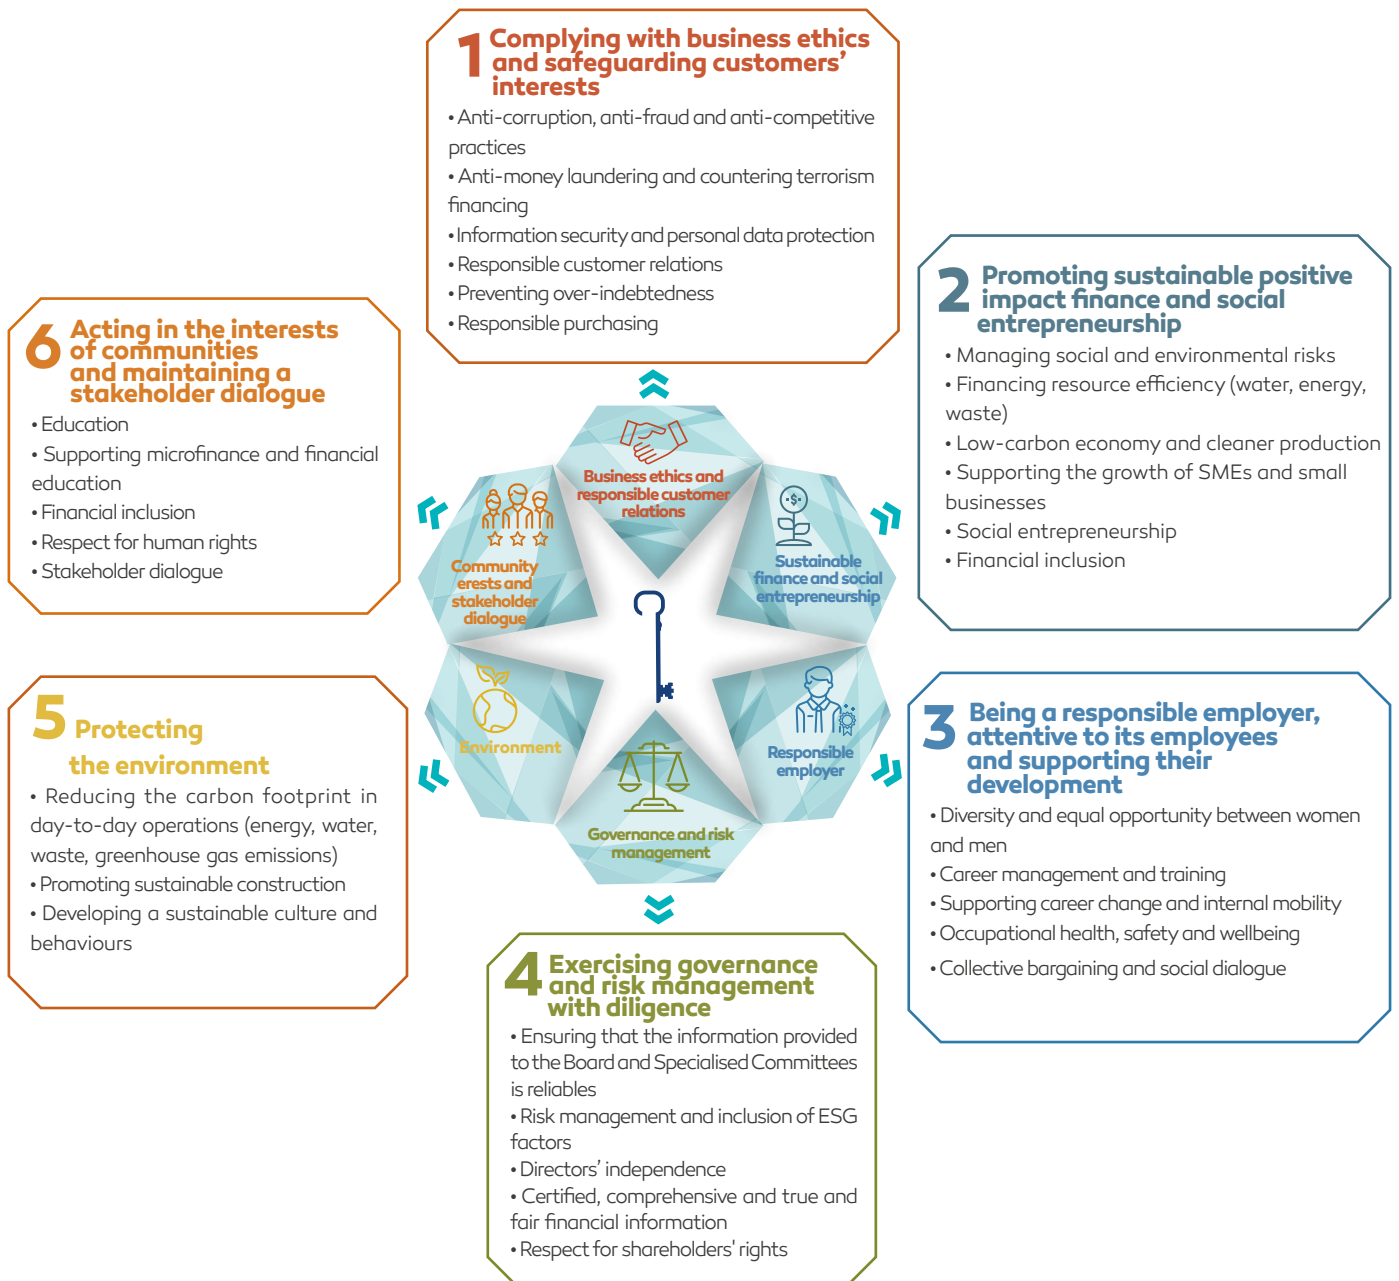 1 Complying with business ethics
and safeguarding customers'
interests
• Anti-corruption, anti-fraud and anti-competitive
practices
• Anti-money laundering and countering terrorism
financing
• Information security and personal data protection
• Responsible customer relations
• Preventing over-indebtedness
• Responsible purchasing
2 Promoting sustainable positive
impact finance and social
entrepreneurship
• Managing social and environmental risks
• Financing resource efficiency (water, energy,
waste)
• Low-carbon economy and cleaner production
• Supporting the growth of SMEs and small
businesses
• Social entrepreneurship
• Financial inclusion
3 Being a responsible employer,
attentive to its employees
and supporting their
development
• Diversity and equal opportunity between women
and men
• Career management and training
• Supporting career change and internal mobility
• Occupational health, safety and wellbeing
• Collective bargaining and social dialogue
4 Exercising governance
and risk management
with diligence
• Ensuring that the information provided
to the Board and Specialised Committees
is reliables
• Risk management and inclusion of ESG
factors
• Directors' independence
• Certified, comprehensive and true and
fair financial information
• Respect for shareholders' rights
5 Protecting
the environment
• Reducing the carbon footprint in
day-to-day operations (energy, water,
waste, greenhouse gas emissions)
• Promoting sustainable construction
• Developing a sustainable culture and
behaviours
6 Acting in the interests
of communities
and maintaining a
stakeholder dialogue
• Education
• Supporting microfinance and financial
education
• Financial inclusion
• Respect for human rights
• Stakeholder dialogue
Business ethics and
responsible customer
relations
$
Sustainable
finance and social
entrepreneurship
Responsible
employer
Governance and risk
management
Environment
Community
erests and
stakeholder
dialogue